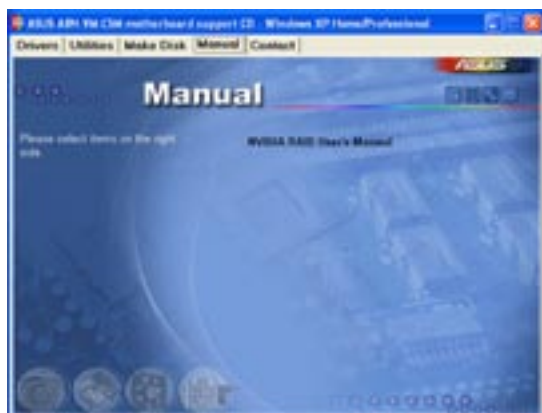 ASUS A8N-VM CSM motherboard support CD - Windows XP Home/Professional
Drivers Utilities Make Disk Manual Contact
ASUS
Manual
Please select items on the right
side.
NVIDIA RAID User's Manual